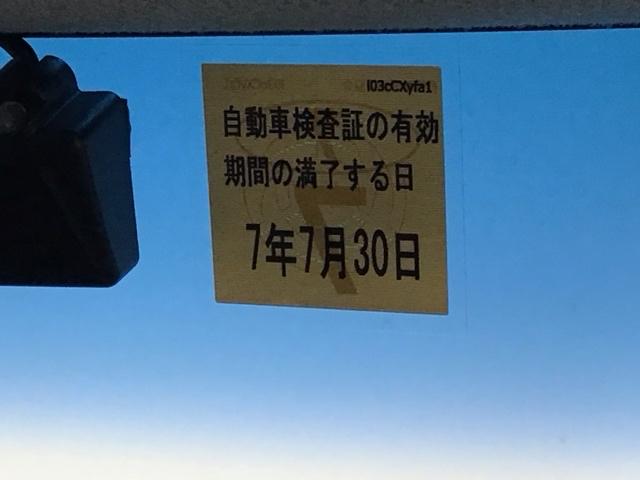 i03cCXyfa1
自動車検査証の有効
期間の満了する日
7年7月30日